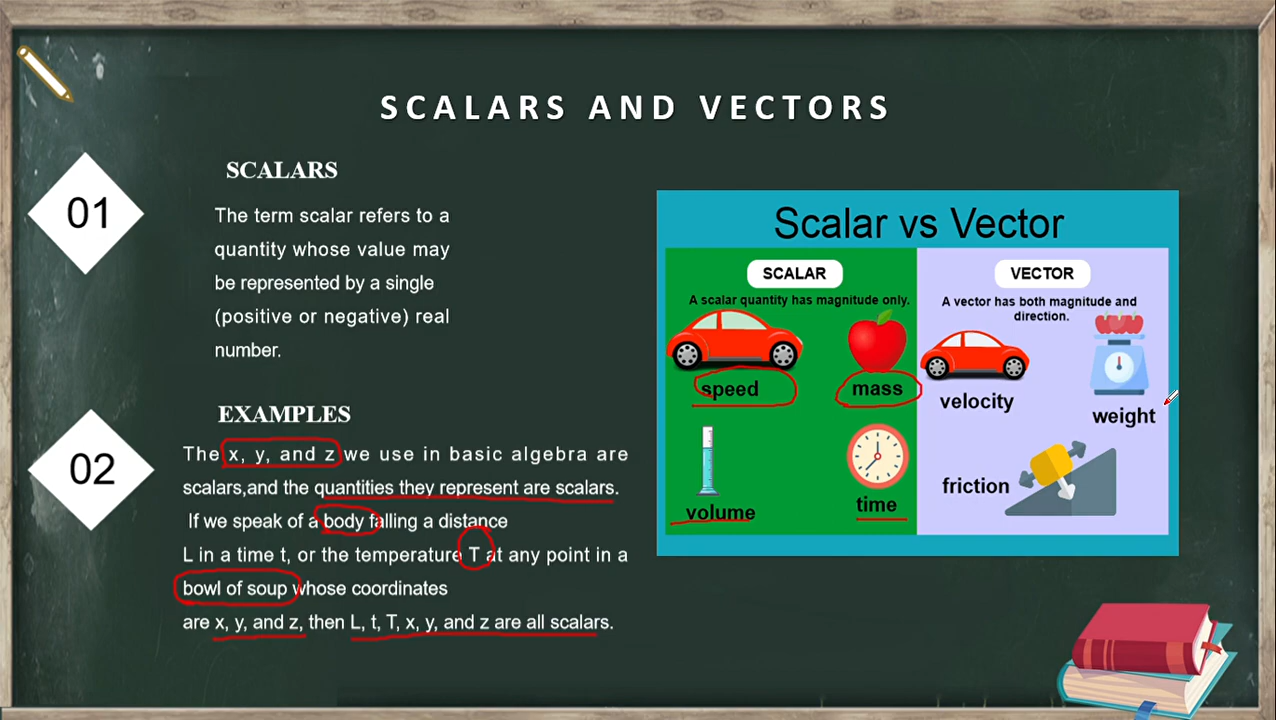 SCALARS AND VECTORS
01
SCALARS
The term scalar refers to a
quantity whose value may
be represented by a single
(positive or negative) real
number.
02
EXAMPLES
The x, y, and z we use in basic algebra are
scalars,and the quantities they represent are scalars.
If we speak of a body falling a distance
L in a time t, or the temperature T at any point in a
bowl of soup whose coordinates
are x, y, and z, then L, t, T, x, y, and z are all scalars.
Scalar vs Vector
SCALAR
A scalar quantity has magnitude only.
speed
mass
volume
time
VECTOR
A vector has both magnitude and
direction.
velocity
weight
friction